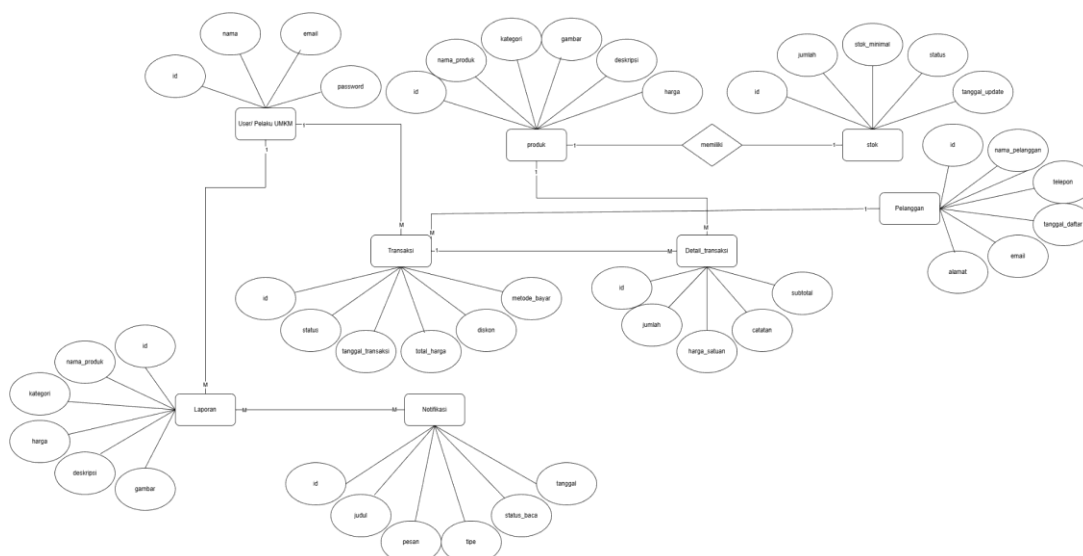 nama
email
id
password
User/ Pelaku UMKM
1
1
kategori
gambar
nama_produk
deskripsi
id
harga
produk
1
1
memiliki
1
stok_minimal
jumlah
status
id
tanggal_update
stok
id
nama_pelanggan
telepon
tanggal_daftar
email
alamat
Pelanggan
1
M
M
Transaksi
1
M
M
Detail_transaksi
id
status
tanggal_transaksi
total_harga
diskon
metode_bayar
id
jumlah
harga_satuan
catatan
subtotal
id
nama_produk
kategori
harga
deskripsi
gambar
M
Laporan
M
M
Notifikasi
id
judul
pesan
tipe
status_baca
tanggal